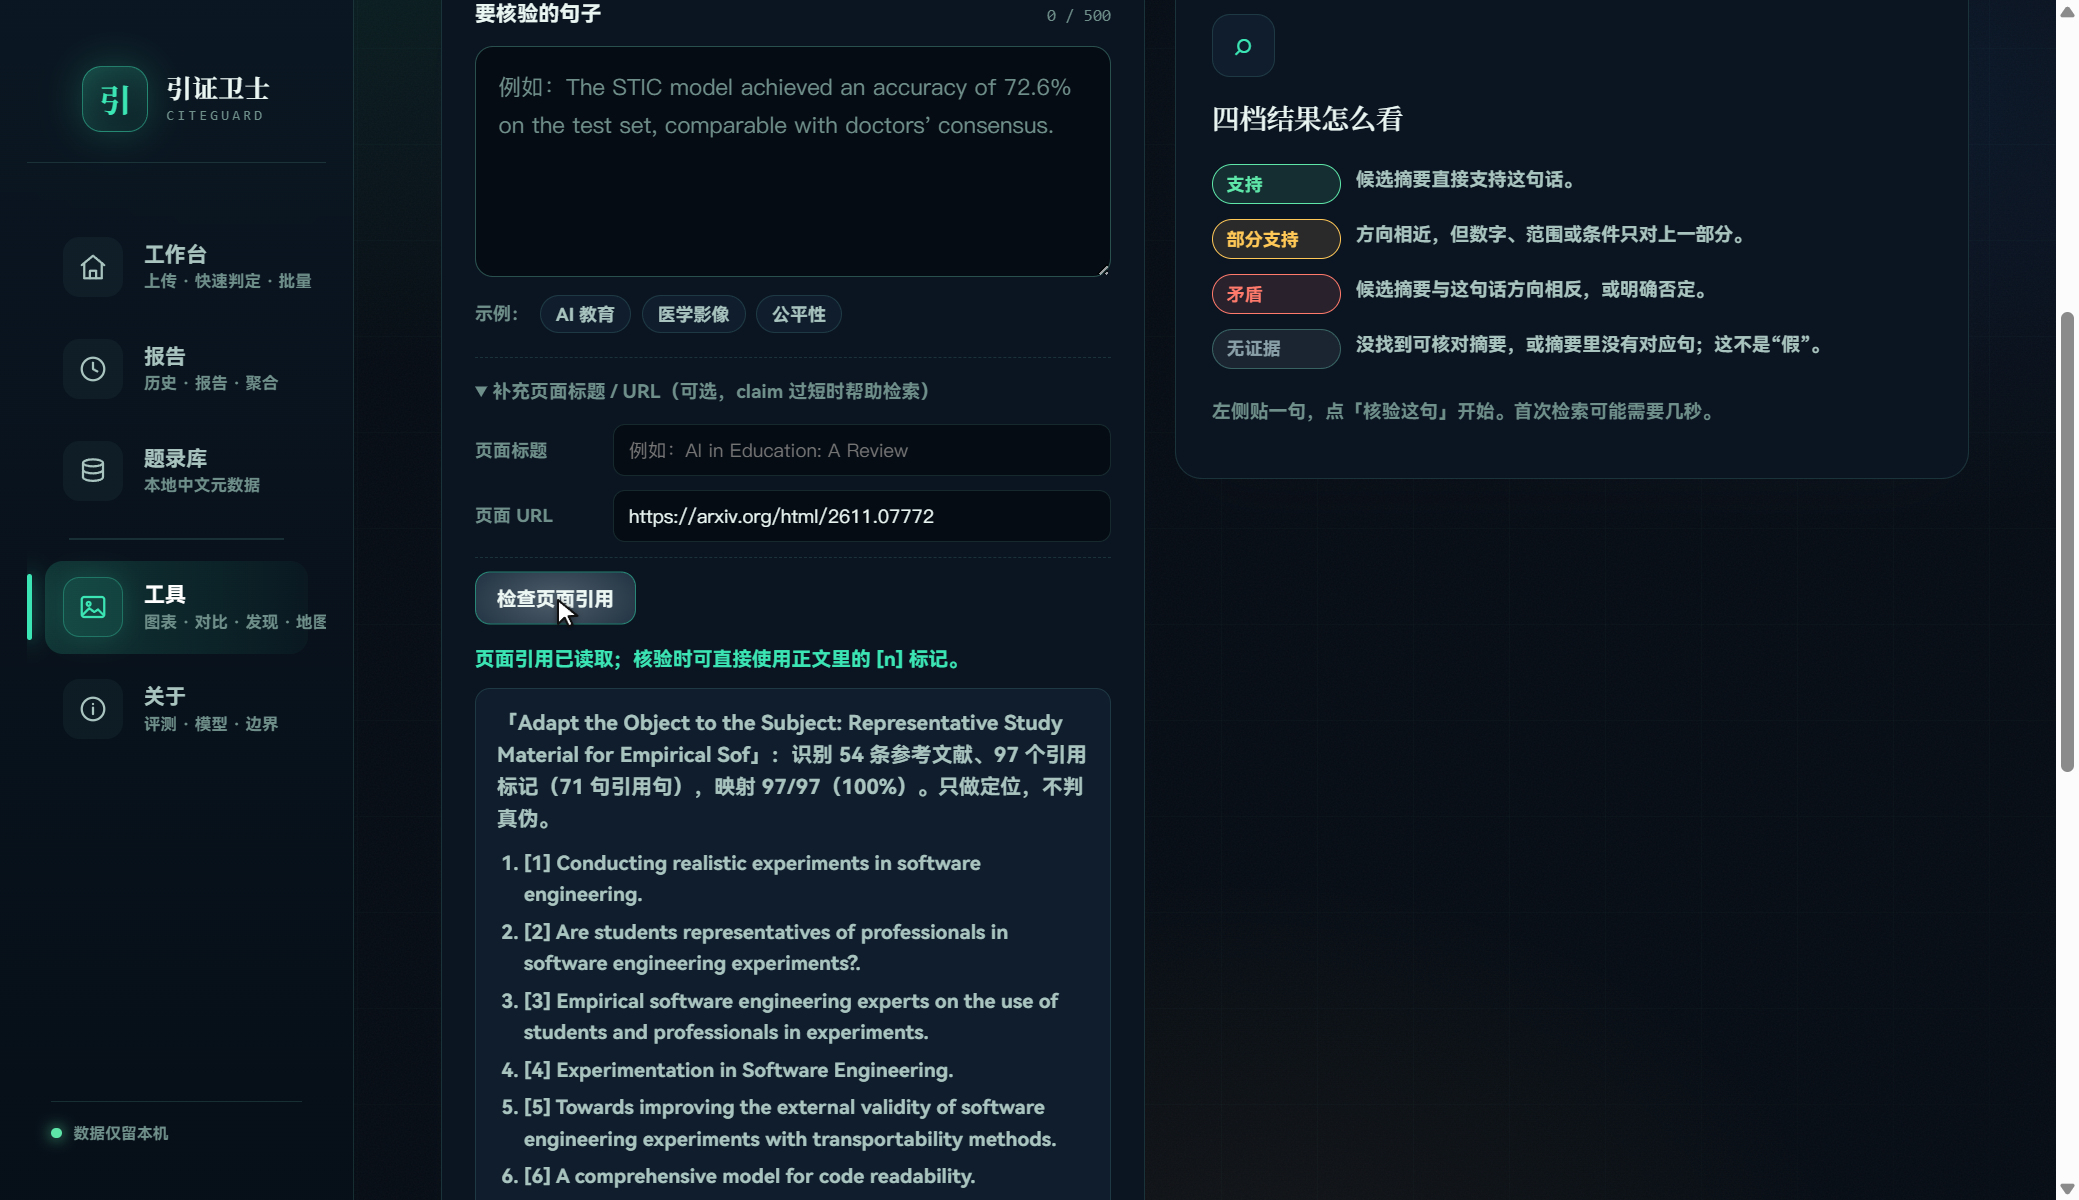 引
引证卫士
CITEGUARD
工作台
上传 · 快速判定 · 批量
报告
历史 · 报告 · 聚合
题录库
本地中文元数据
工具
图表 · 对比 · 发现 · 地图
关于
评测 · 模型 · 边界
数据仅留本机
要核验的句子
0 / 500
例如：The STIC model achieved an accuracy of 72.6%
on the test set, comparable with doctors’ consensus.
示例：
AI 教育
医学影像
公平性
▼ 补充页面标题 / URL（可选，claim 过短时帮助检索）
页面标题
例如：AI in Education: A Review
页面 URL
https://arxiv.org/html/2611.07772
检查页面引用
页面引用已读取；核验时可直接使用正文里的 [n] 标记。
「Adapt the Object to the Subject: Representative Study
Material for Empirical Sof」：识别 54 条参考文献、97 个引用
标记（71 句引用句），映射 97/97（100%）。只做定位，不判
真伪。
1. [1] Conducting realistic experiments in software
engineering.
2. [2] Are students representatives of professionals in
software engineering experiments?.
3. [3] Empirical software engineering experts on the use of
students and professionals in experiments.
4. [4] Experimentation in Software Engineering.
5. [5] Towards improving the external validity of software
engineering experiments with transportability methods.
6. [6] A comprehensive model for code readability.
四档结果怎么看
支持
候选摘要直接支持这句话。
部分支持
方向相近，但数字、范围或条件只对上一部分。
矛盾
候选摘要与这句话方向相反，或明确否定。
无证据
没找到可核对摘要，或摘要里没有对应句；这不是“假”。
左侧贴一句，点「核验这句」开始。首次检索可能需要几秒。